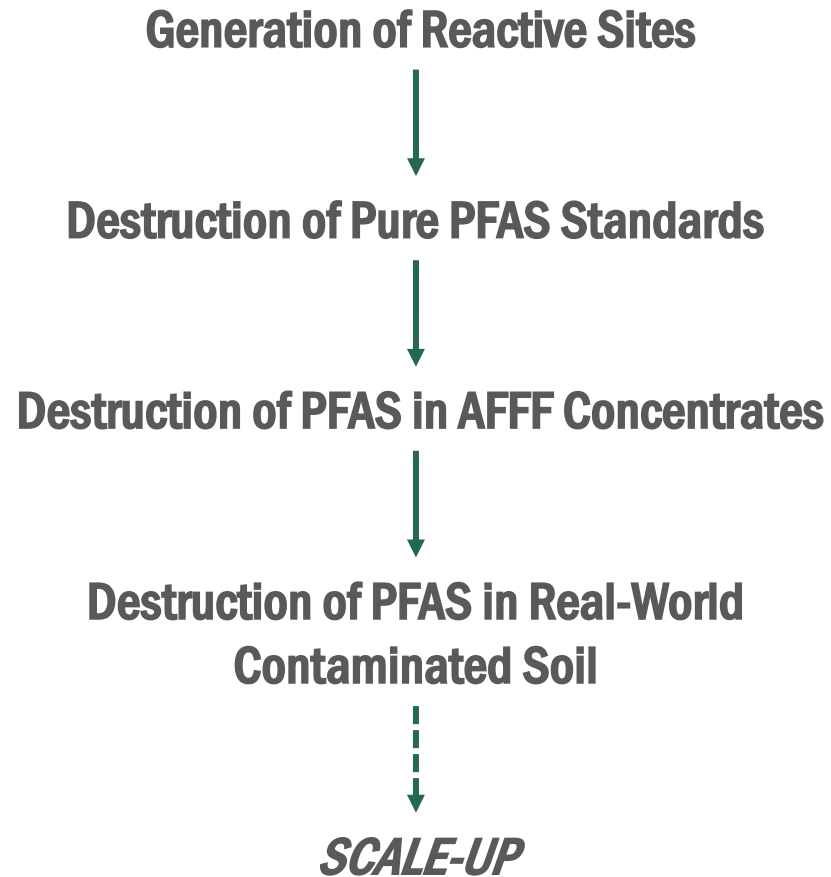 Generation of Reactive Sites
Destruction of Pure PFAS Standards
Destruction of PFAS in AFFF Concentrates
Destruction of PFAS in Real-World
Contaminated Soil
SCALE-UP